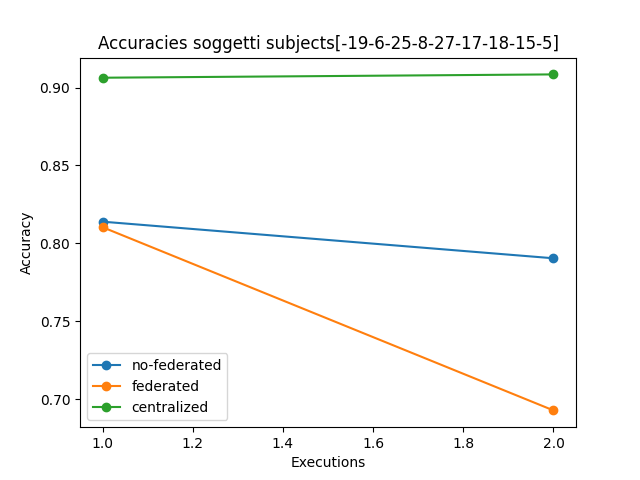 Accuracies soggetti subjects[-19-6-25-8-27-17-18-15-5]
Accuracy
0.90
0.85
0.80
0.75
0.70
no-federated
federated
centralized
1.0 1.2 1.4 1.6 1.8 2.0
Executions